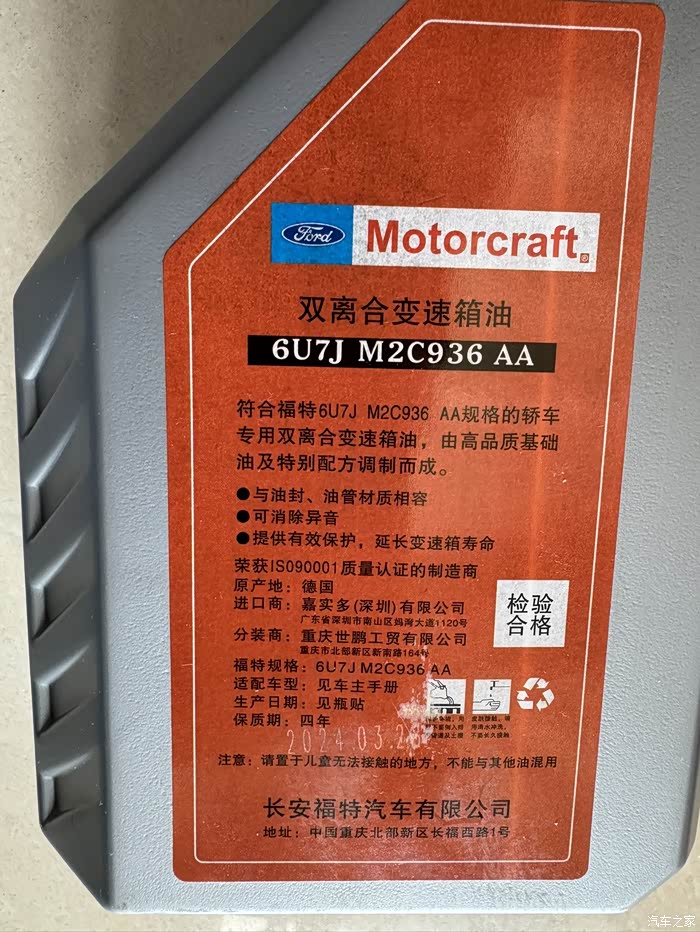 Ford Motorcraft®
双离合变速箱油
6U7J M2C936 AA
符合福特6U7J M2C936 AA规格的轿车
专用双离合变速箱油，由高品质基础
油及特别配方调制而成。
●与油封、油管材质相容
●可消除异音
●提供有效保护，延长变速箱寿命
荣获ISO90001质量认证的制造商
原产地：德国
进口商：嘉实多(深圳)有限公司
广东省深圳市南山区妈湾大道1120号
分装商：重庆世鹏工贸有限公司
重庆市北部新区新南路164号
检验
合格
福特规格：6U7J M2C936 AA
适配车型：见车主手册
生产日期：见瓶贴
保质期：四年
2024.03.2
注意：请置于儿童无法接触的地方，不能与其他油混用
长安福特汽车有限公司
地址：中国重庆北部新区长福西路1号
汽车之家